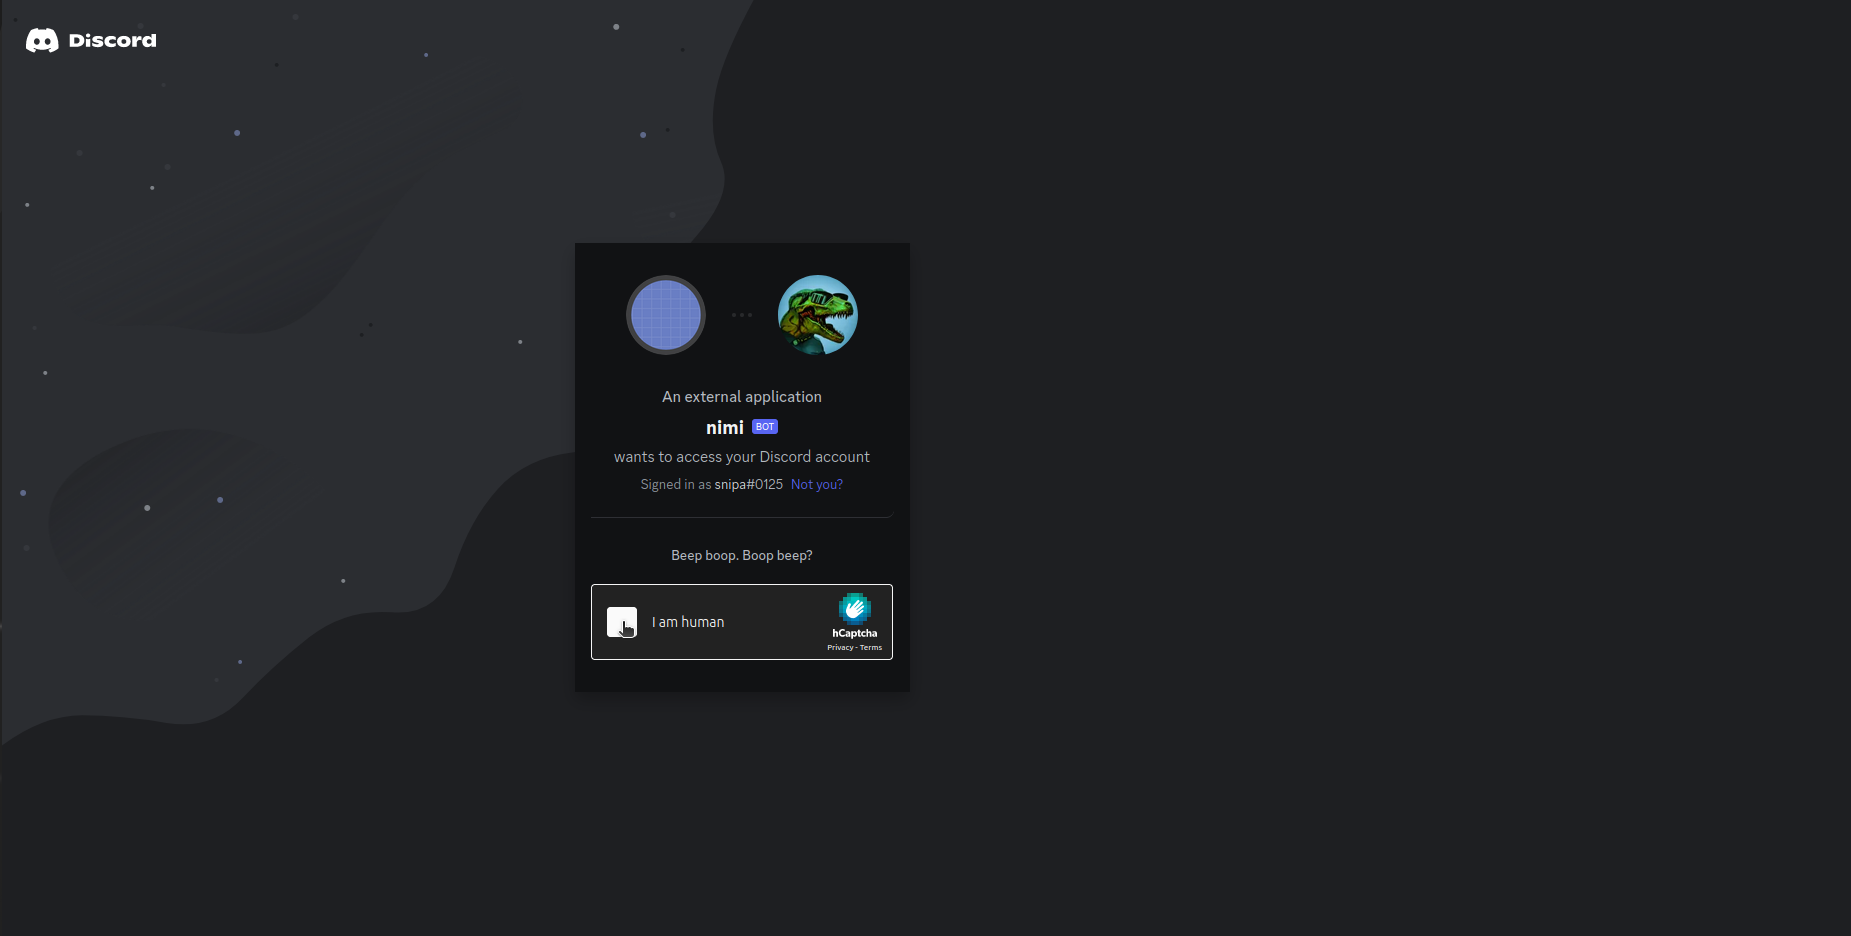 Discord
An external application
nimi BOT
wants to access your Discord account
Signed in as snipa#0125 Not you?
Beep boop. Boop beep?
I am human
hCaptcha
Privacy - Terms